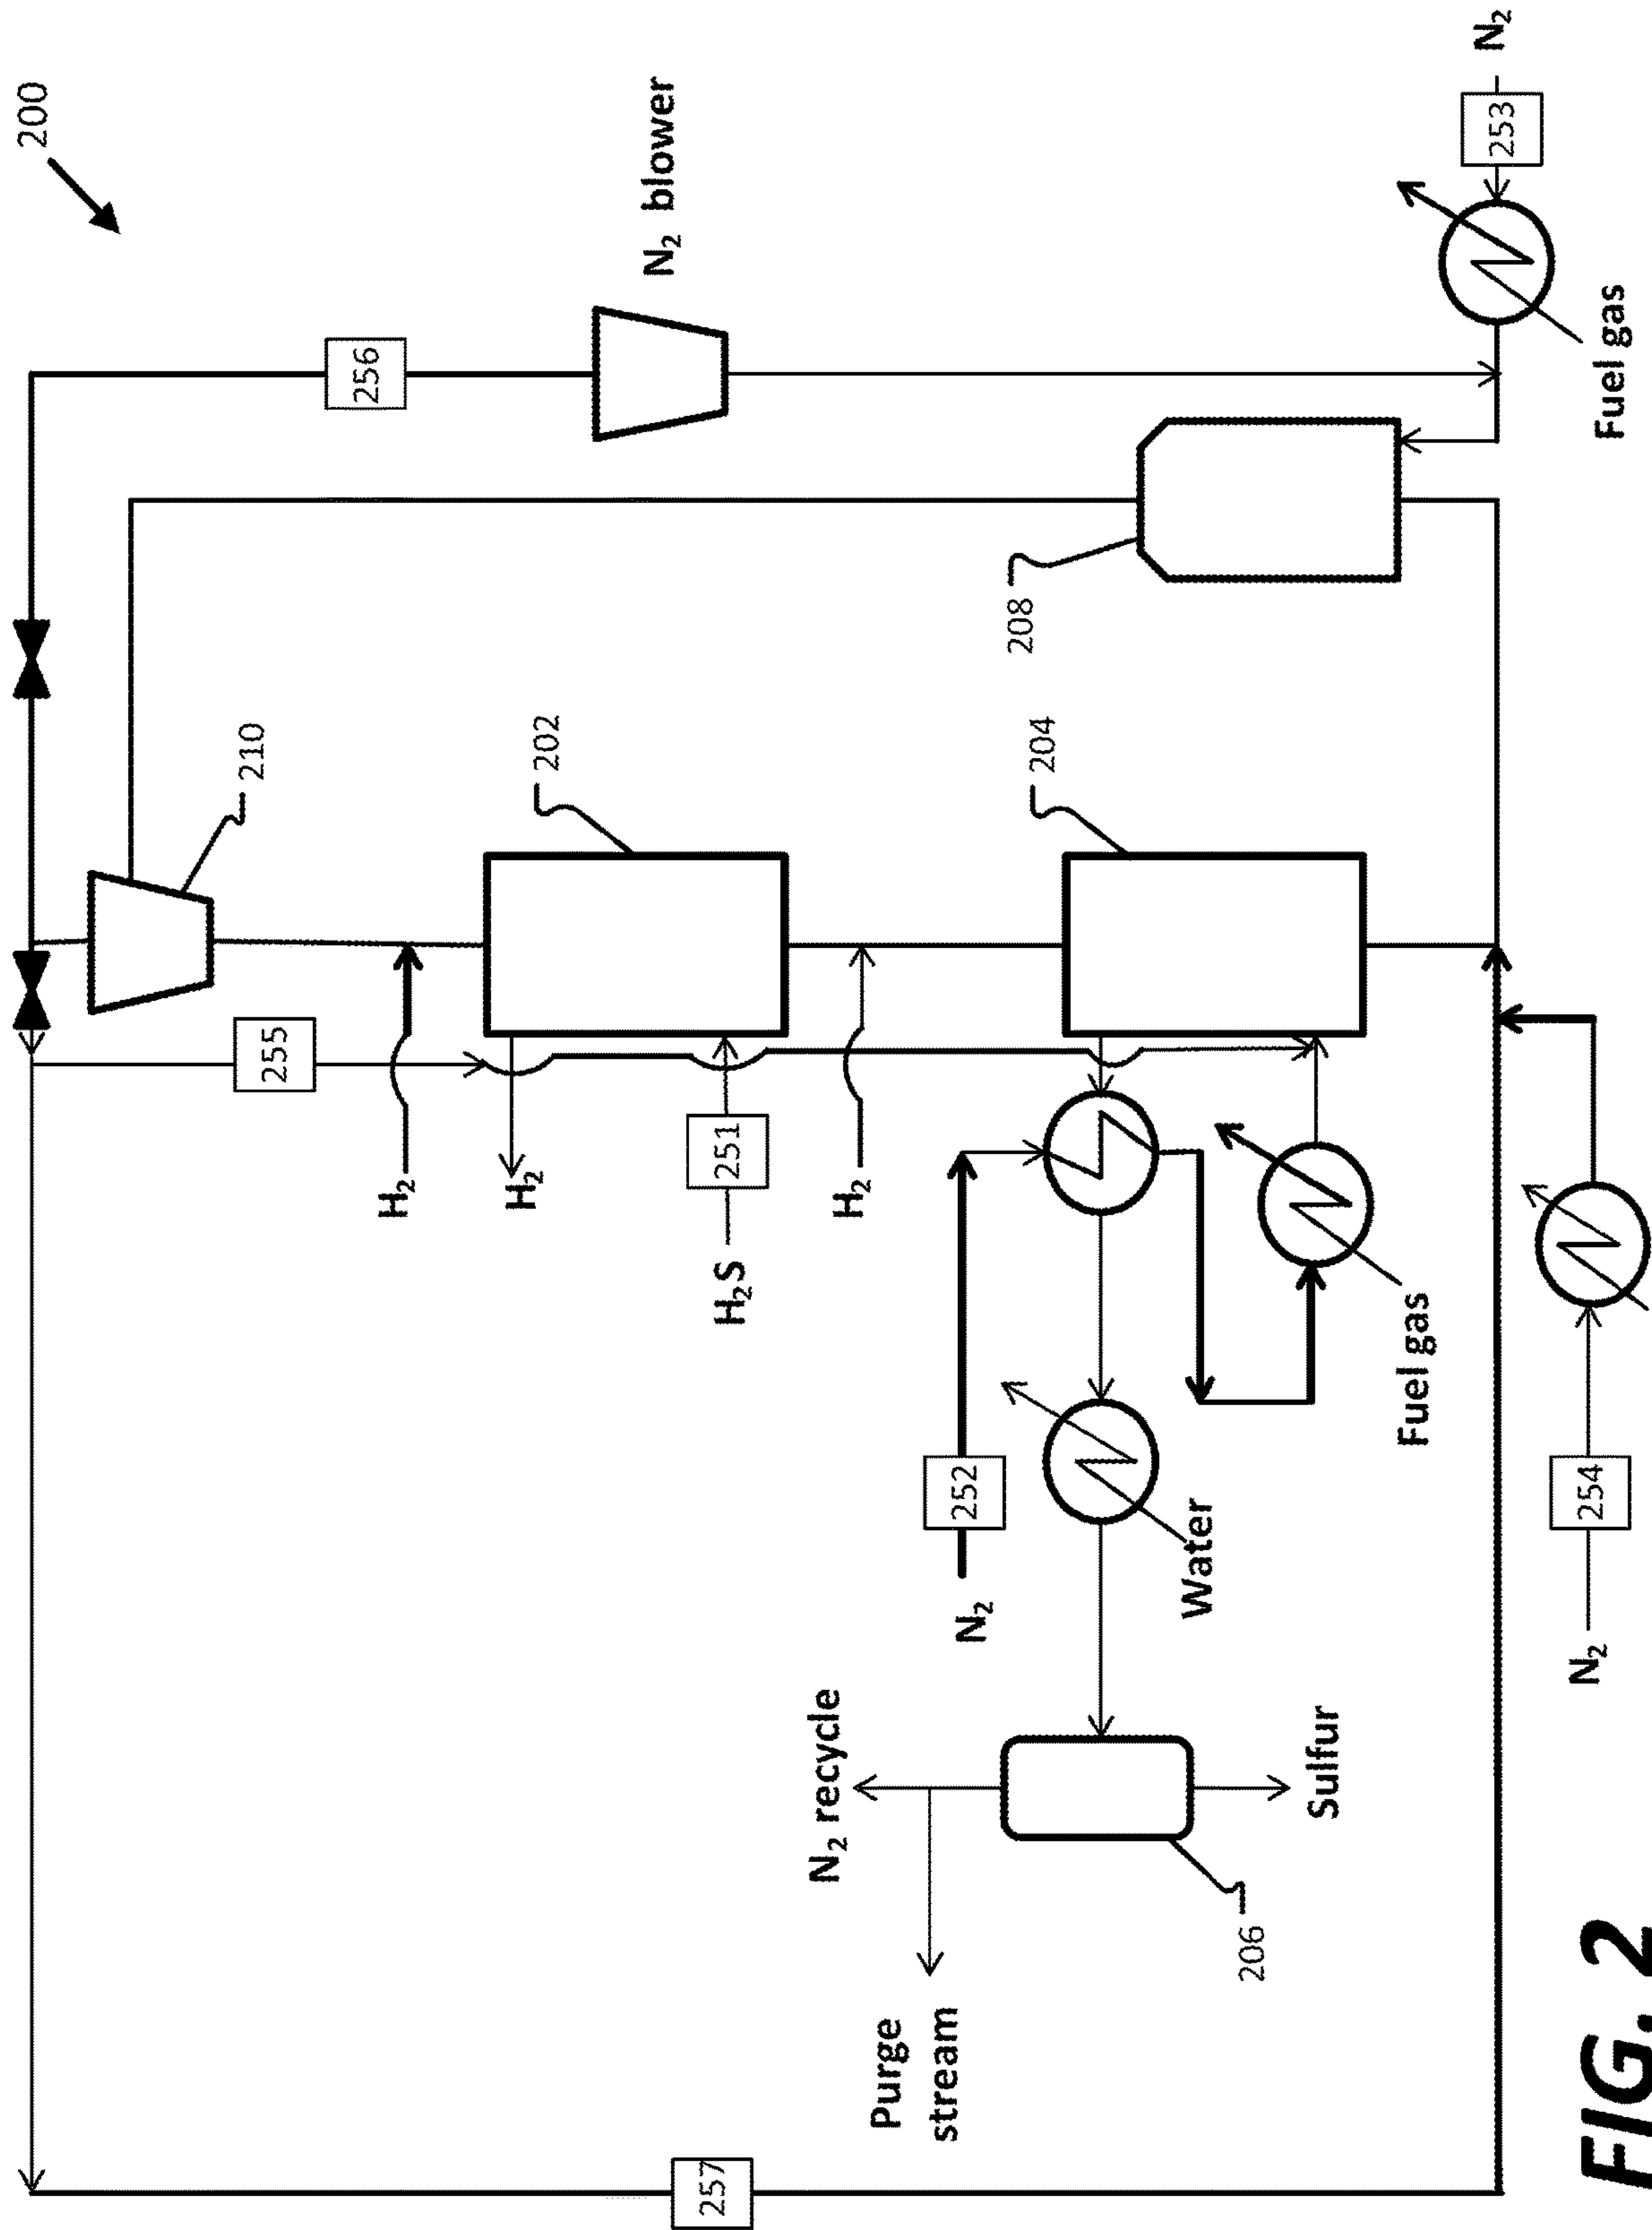 200
210
255
256
H₂
H₂
202
N₂ blower
257
H₂S
251
N₂ recycle
H₂
Purge
stream
N₂
252
208
204
Water
206
Sulfur
Fuel gas
253
N₂
N₂
254
Fuel gas
FIG. 2